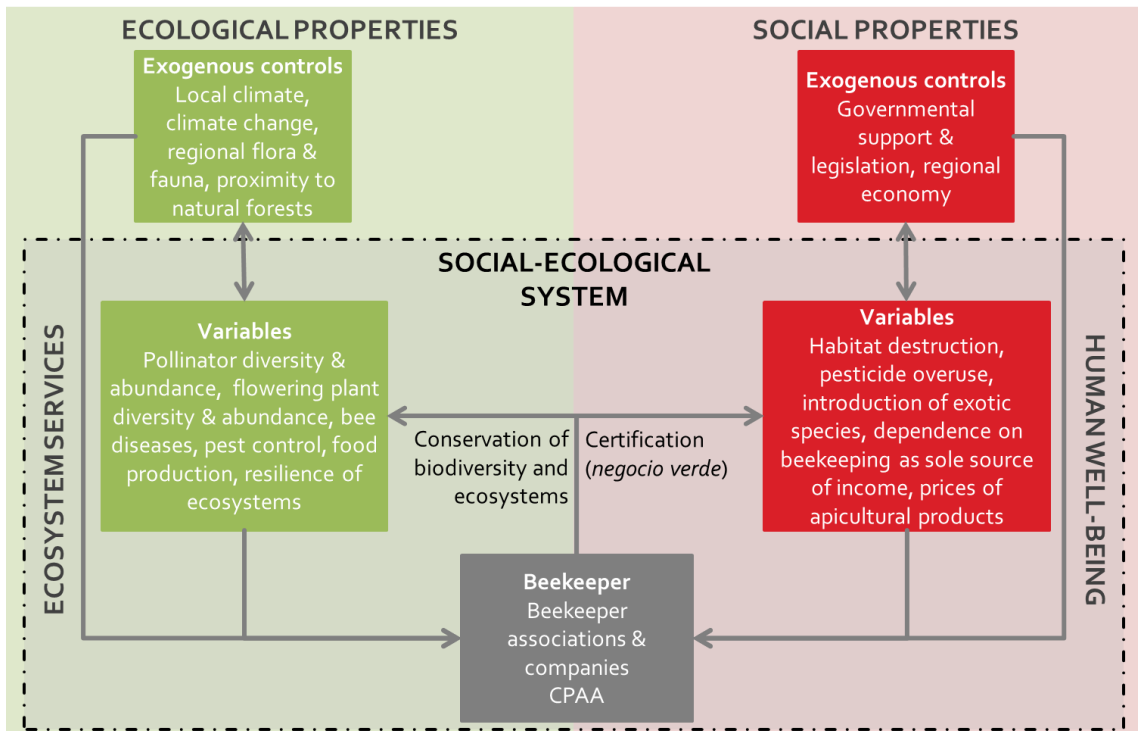 ECOLOGICAL PROPERTIES
SOCIAL PROPERTIES
Exogenous controls
Local climate,
climate change,
regional flora &
fauna, proximity to
natural forests
Exogenous controls
Governmental
support &
legislation, regional
economy
SOCIAL-ECOLOGICAL
SYSTEM
ECOSYSTEM SERVICES
Variables
Pollinator diversity &
abundance, flowering plant
diversity & abundance, bee
diseases, pest control, food
production, resilience of
ecosystems
Conservation of
biodiversity and
ecosystems
Certification
(negocio verde)
Variables
Habitat destruction,
pesticide overuse,
introduction of exotic
species, dependence on
beekeeping as sole source
of income, prices of
apicultural products
HUMAN WELL-BEING
Beekeeper
Beekeeper
associations &
companies
CPAA